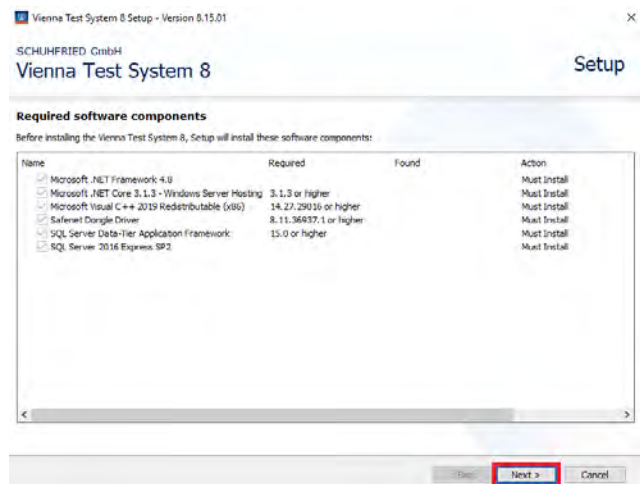 Vienna Test System 8 Setup - Version 8.15.01
SCHUHFRIED GmbH
Vienna Test System 8
Setup
Required software components
Before installing the Vienna Test System 8, Setup will install these software components:
Name Required Found Action
Microsoft .NET Framework 4.8 Must Install
Microsoft .NET Core 3.1.3 - Windows Server Hosting 3.1.3 or higher Must Install
Microsoft Visual C++ 2019 Redistributable (x86) 14.27.29016 or higher Must Install
Safenet Dongle Driver 8.11.36937.1 or higher Must Install
SQL Server Data-Tier Application Framework 15.0 or higher Must Install
SQL Server 2016 Express SP2 Must Install
Next > Cancel